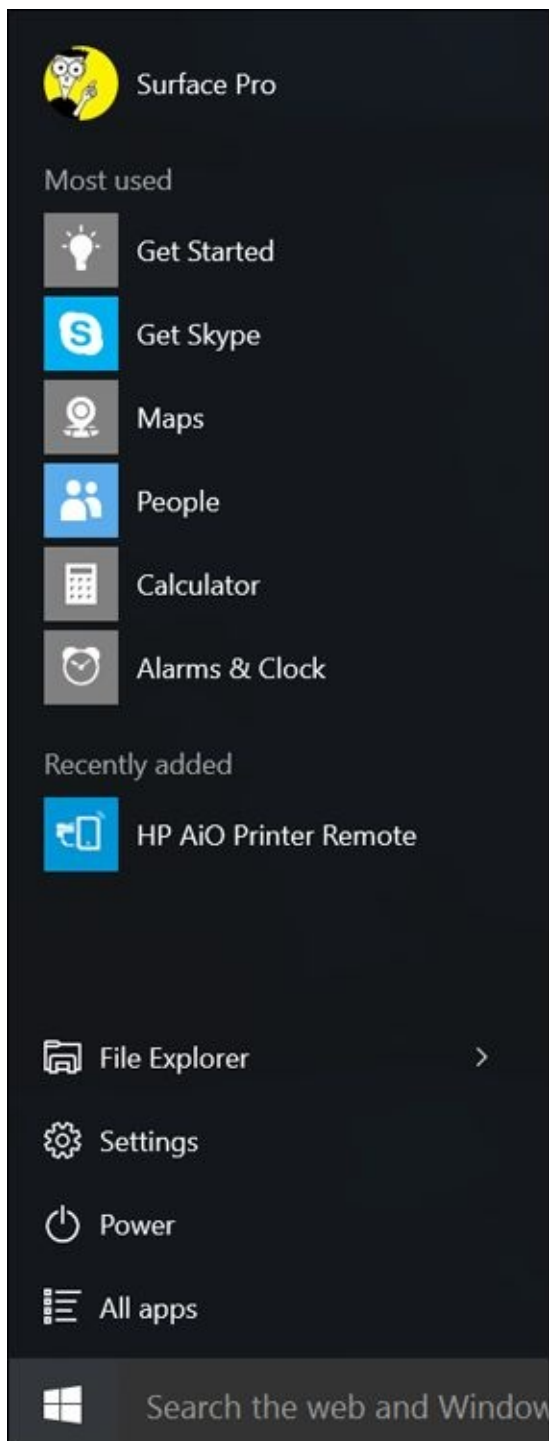 Surface Pro
Most used
Get Started
Get Skype
Maps
People
Calculator
Alarms & Clock
Recently added
HP AiO Printer Remote
File Explorer
Settings
Power
All apps
Search the web and Window